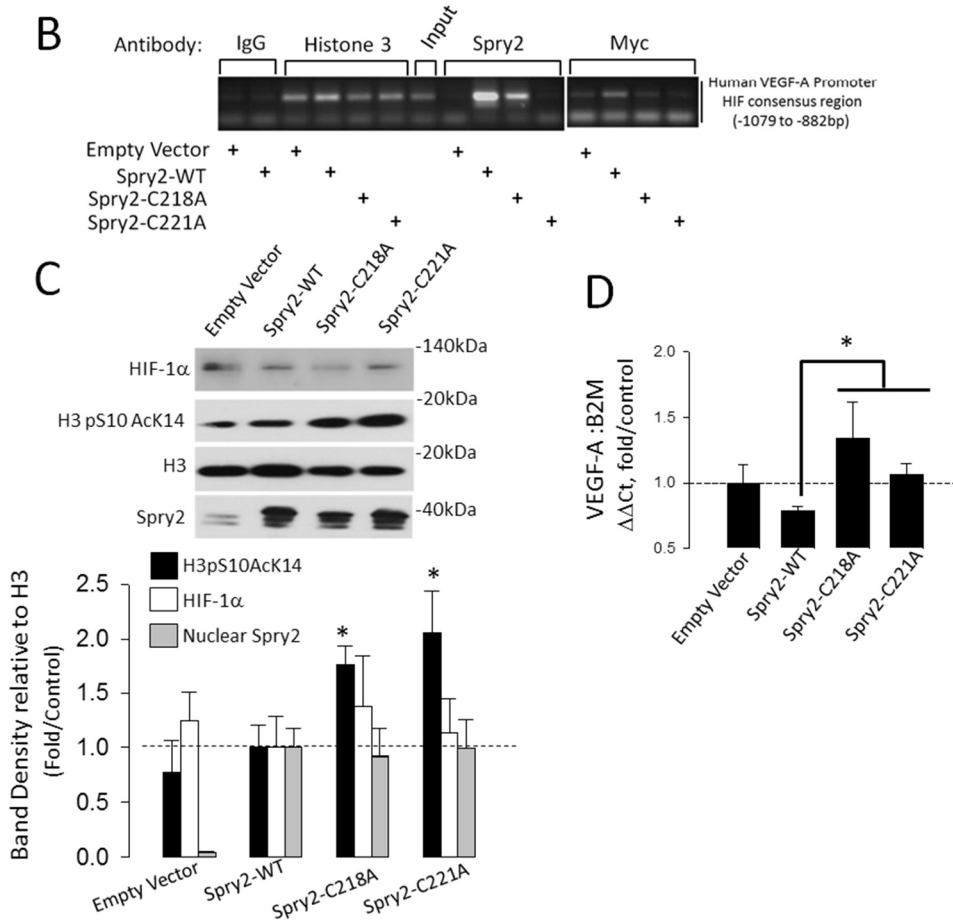 B
Antibody: IgG Histone 3 Input Spry2 Myc
Human VEGF-A Promoter
HIF consensus region
(-1079 to -882bp)
Empty Vector + + + +
Spry2-WT + + + +
Spry2-C218A + + +
Spry2-C221A + + +
C
Empty Vector Spry2-WT Spry2-C218A Spry2-C221A
HIF-1α -140kDa
H3 pS10 AcK14 -20kDa
H3 -20kDa
Spry2 -40kDa
H3pS10AcK14
HIF-1α
Nuclear Spry2
Band Density relative to H3
(Fold/Control)
2.5
2.0
1.5
1.0
0.5
0.0
* *
Empty Vector Spry2-WT Spry2-C218A Spry2-C221A
D
VEGF-A :B2M
ΔΔCt, fold/control
2.0
1.5
1.0
0.5
*
Empty Vector Spry2-WT Spry2-C218A Spry2-C221A